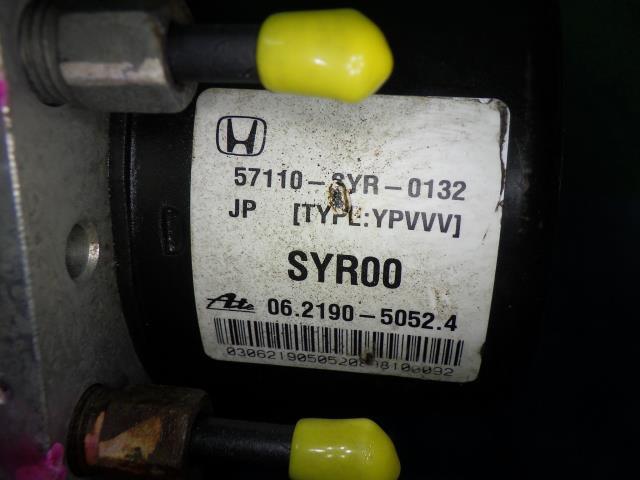 57110-SYR-0132
JP [TYPE:YPVVV]
SYR00
Ate 06.2190-5052.4